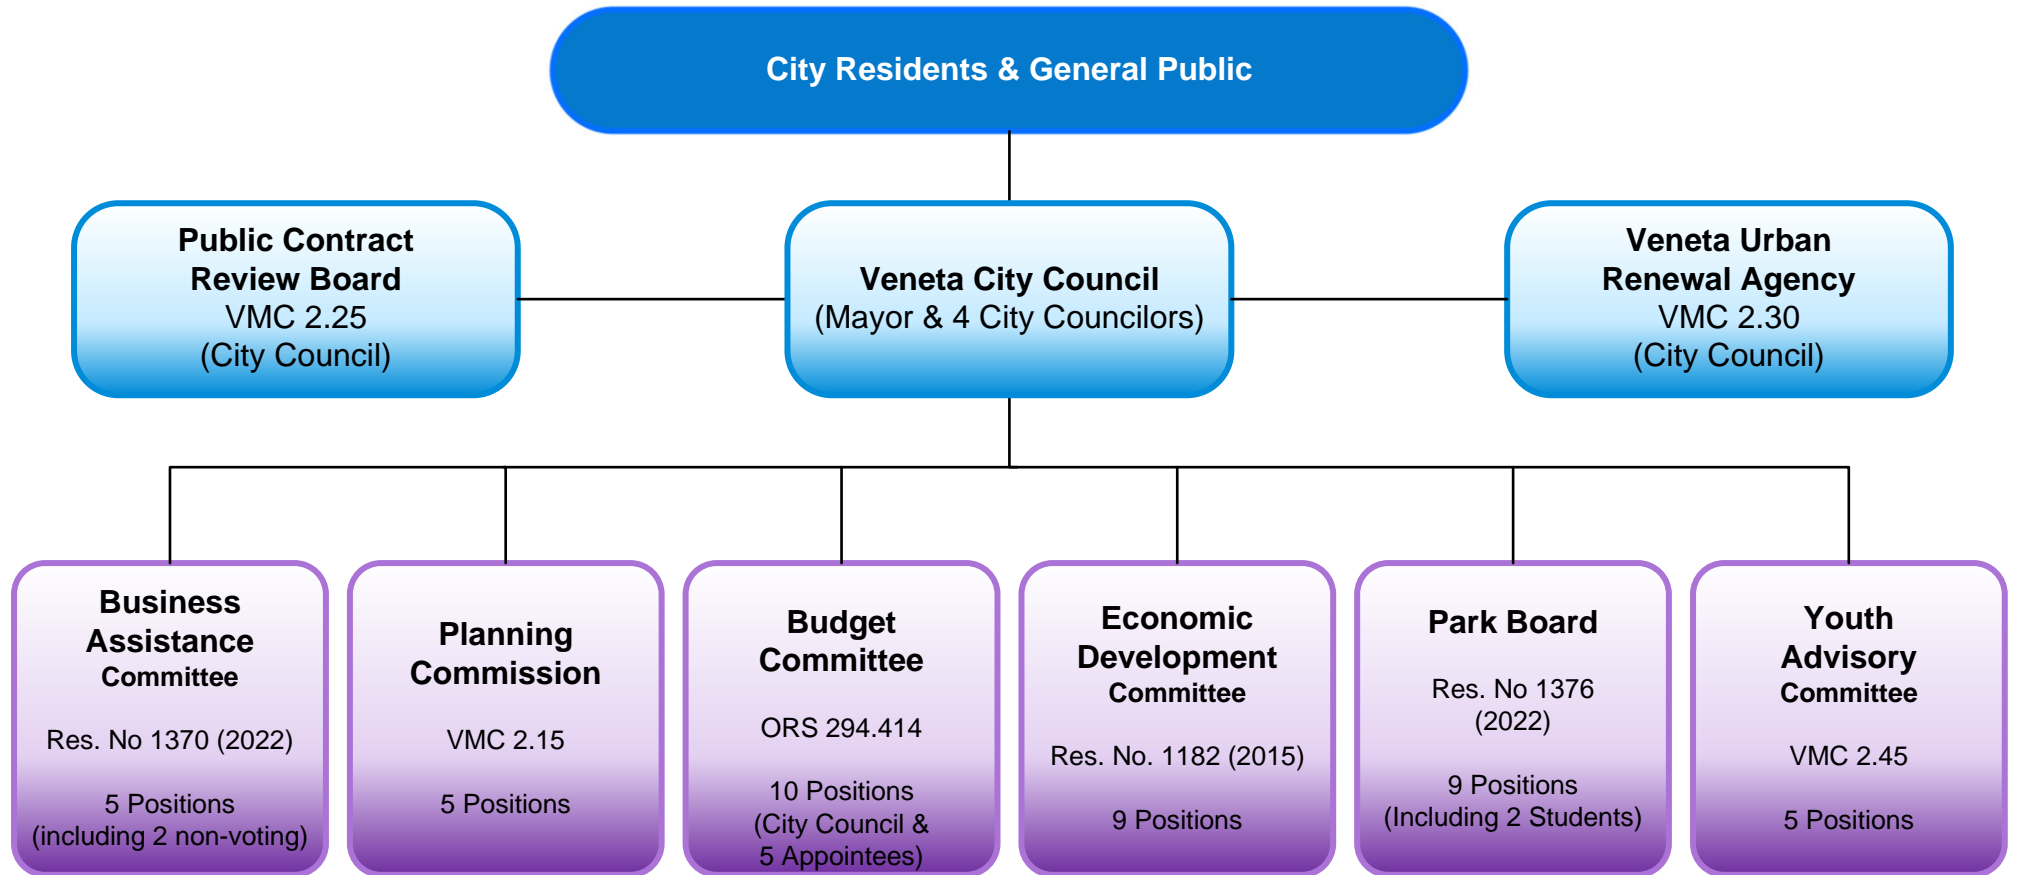 City Residents & General Public
Public Contract
Review Board
VMC 2.25
(City Council)
Veneta City Council
(Mayor & 4 City Councilors)
Veneta Urban
Renewal Agency
VMC 2.30
(City Council)
Business
Assistance
Committee
Res. No 1370 (2022)
5 Positions
(including 2 non-voting)
Planning
Commission
VMC 2.15
5 Positions
Budget
Committee
ORS 294.414
10 Positions
(City Council &
5 Appointees)
Economic
Development
Committee
Res. No. 1182 (2015)
9 Positions
Park Board
Res. No 1376
(2022)
9 Positions
(Including 2 Students)
Youth
Advisory
Committee
VMC 2.45
5 Positions